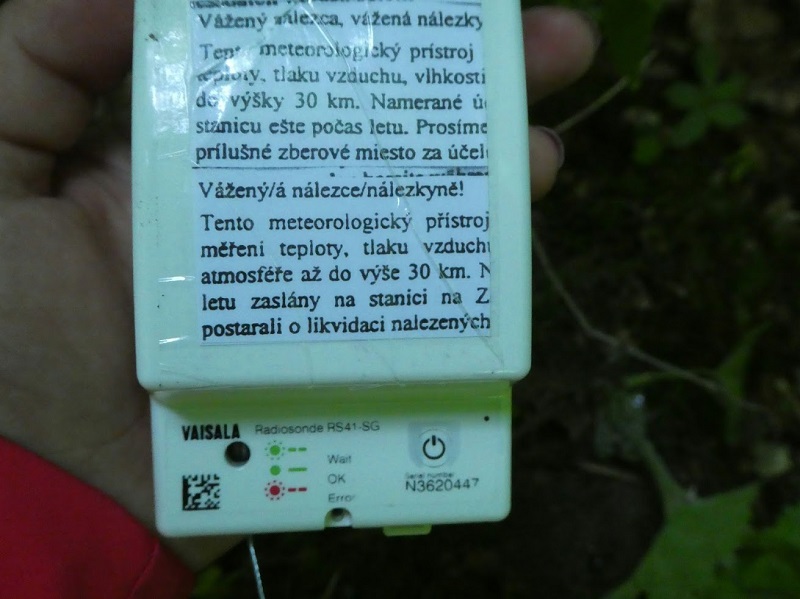 Vážený nálezca, vážená nálezky
Tento meteorologický prístroj
teploty, tlaku vzduchu, vlhkosti
do výšky 30 km. Namerané ú
stanicu ešte počas letu. Prosíme
prílušné zberové miesto za účel
Vážený/á nálezce/nálezkyně!
Tento meteorologický přístroj
měřeni teploty, tlaku vzduchu
atmosféře až do výše 30 km. N
letu zaslány na stanici na Z
postarali o likvidaci nalezených
VAISALA Radiosonde RS41-SG
Wait
OK
Error
Serial number
N3620447